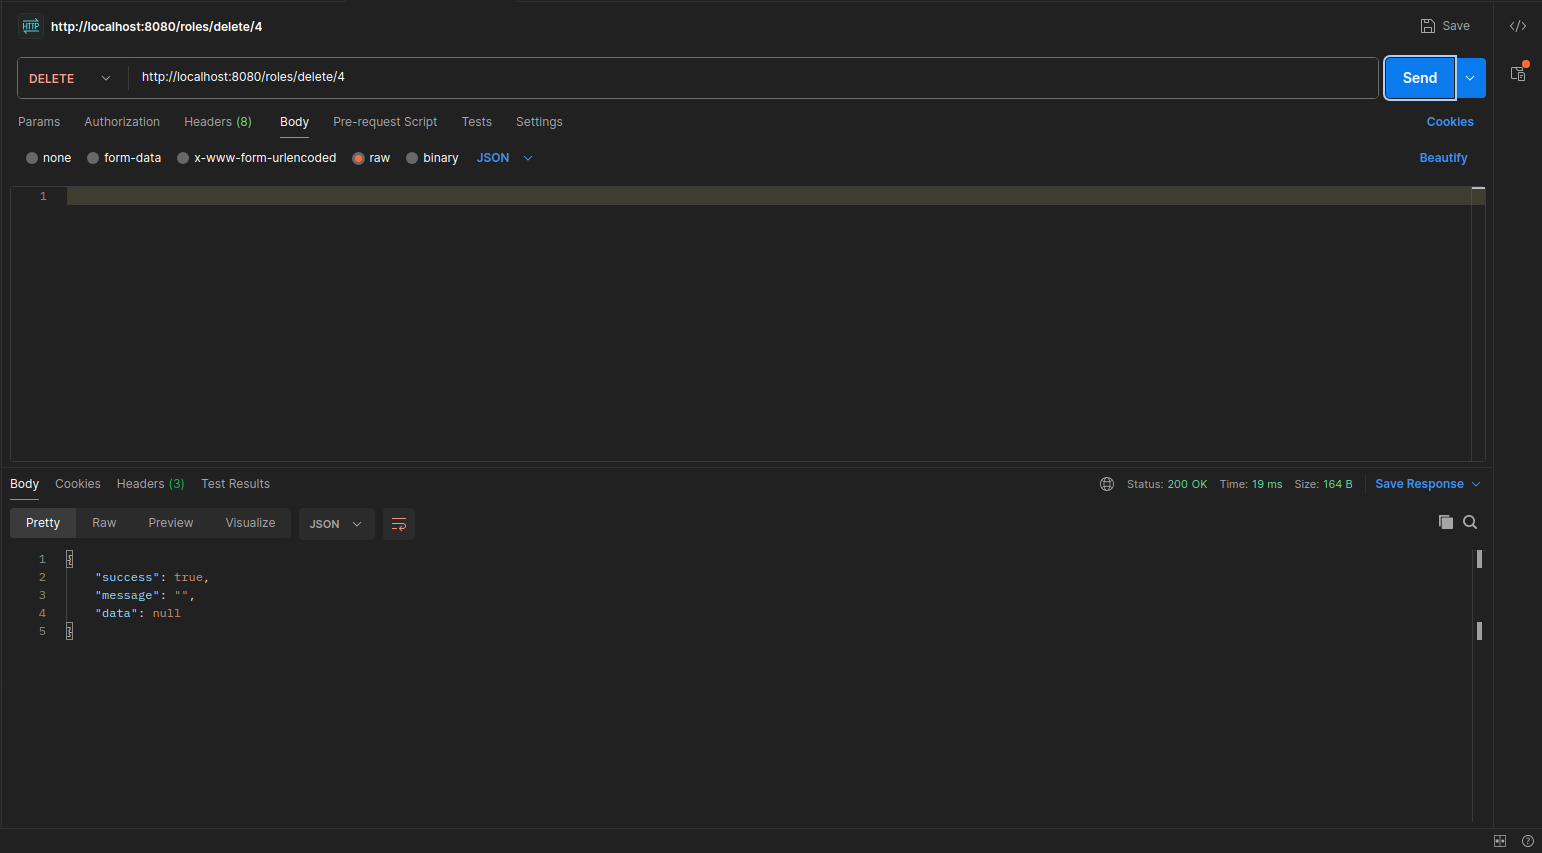 HTTP http://localhost:8080/roles/delete/4 Save
DELETE http://localhost:8080/roles/delete/4 Send
Params Authorization Headers (8) Body Pre-request Script Tests Settings Cookies
none form-data x-www-form-urlencoded raw binary JSON Beautify
1
Body Cookies Headers (3) Test Results Status: 200 OK Time: 19 ms Size: 164 B Save Response
Pretty Raw Preview Visualize JSON
1 {
2 "success": true,
3 "message": "",
4 "data": null
5 }